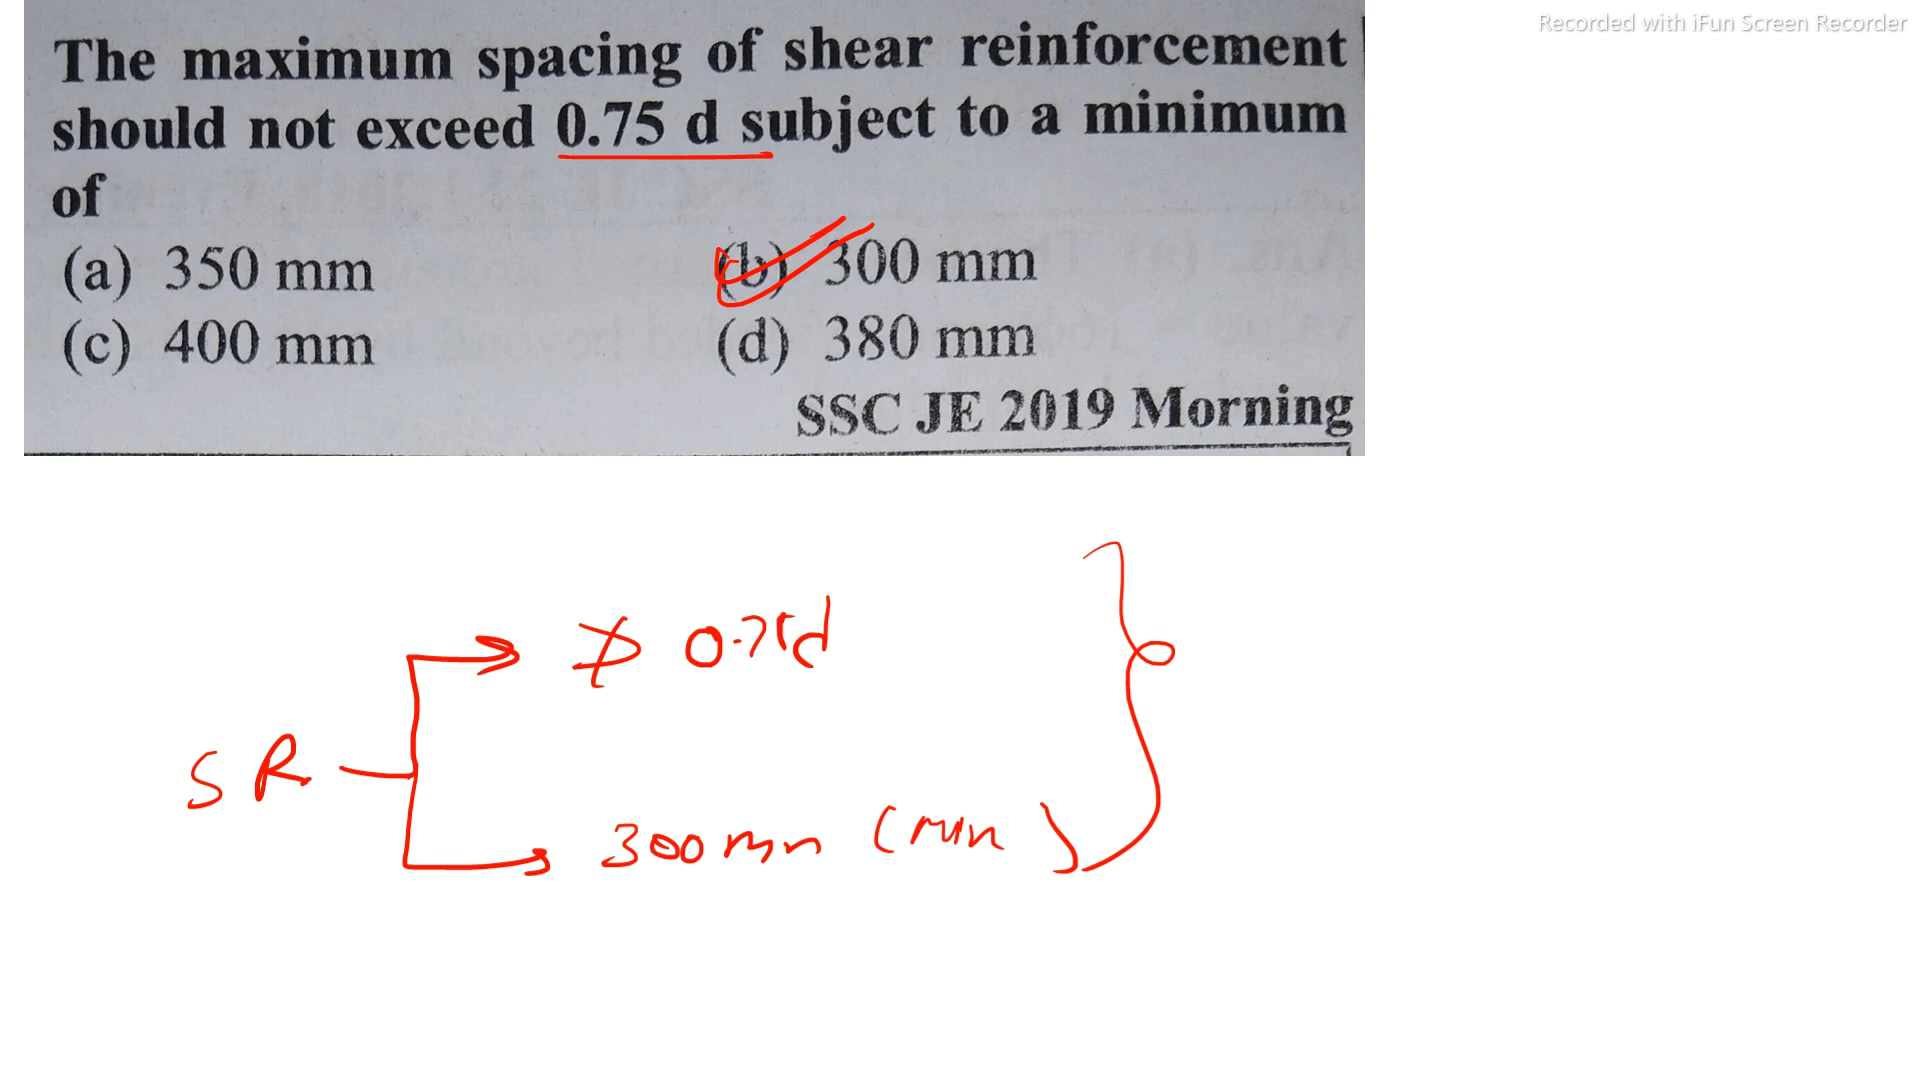 Recorded with iFun Screen Recorder
The maximum spacing of shear reinforcement
should not exceed 0.75 d subject to a minimum
of
(a) 350 mm (b) 300 mm
(c) 400 mm (d) 380 mm
SSC JE 2019 Morning
≯ 0.75d
SR
300 mm (min)